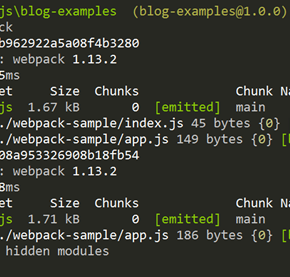 js\blog-examples (blog-examples@1.0.0)
ck
b962922a5a08f4b3280
: webpack 1.13.2
5ms
et Size Chunks Chunk Na
js 1.67 kB 0 [emitted] main
./webpack-sample/index.js 45 bytes {0}
./webpack-sample/app.js 149 bytes {0} [b
08a953326908b18fb54
: webpack 1.13.2
8ms
et Size Chunks Chunk Na
js 1.71 kB 0 [emitted] main
./webpack-sample/app.js 186 bytes {0} [b
hidden modules